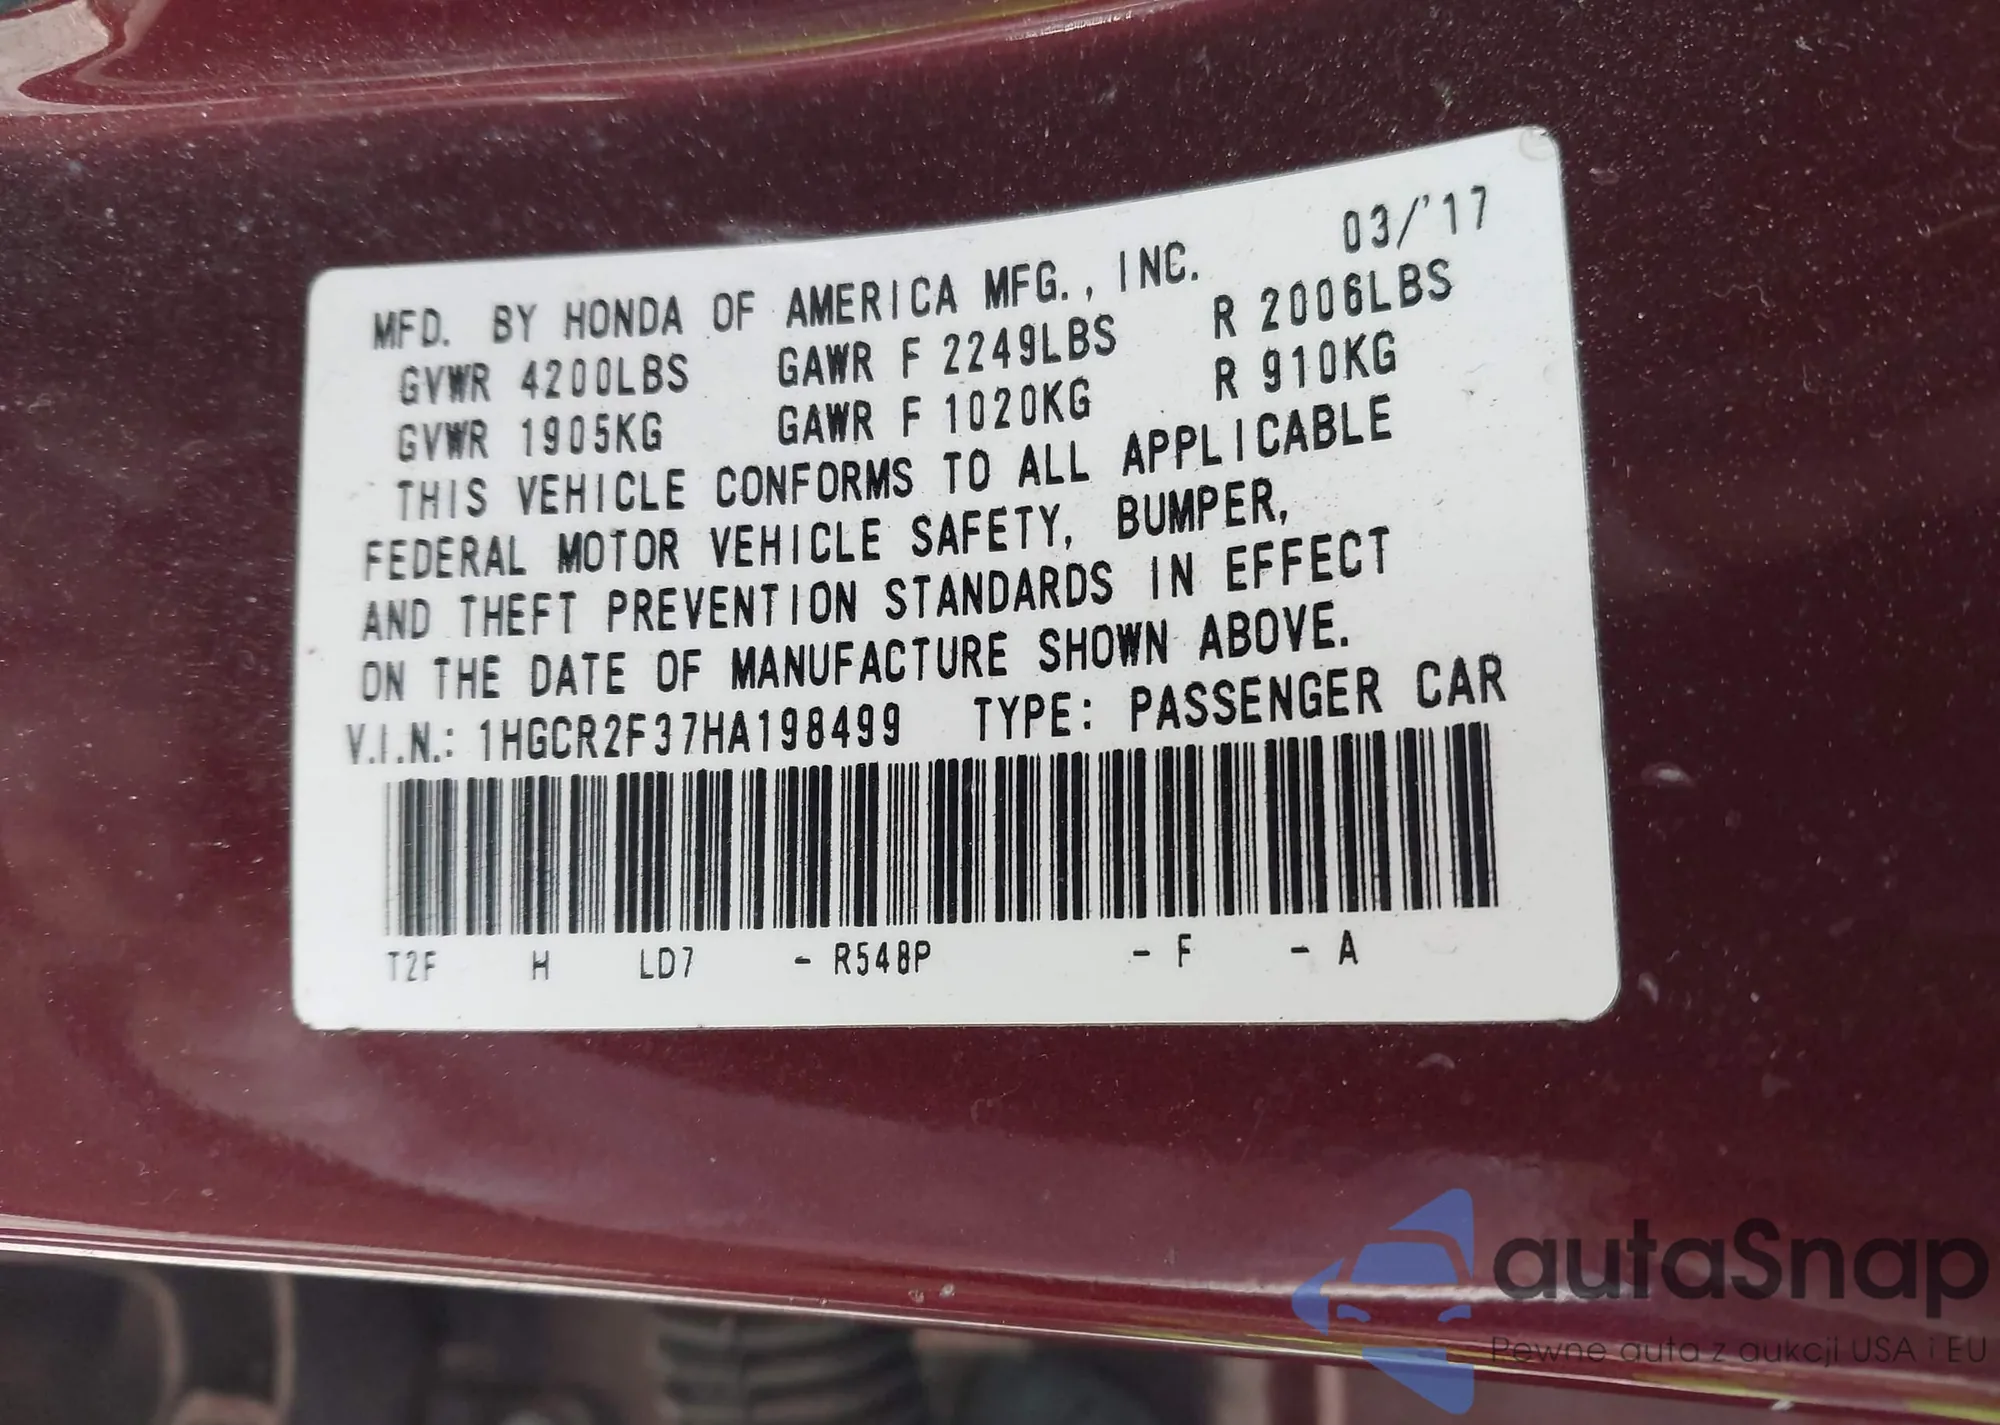 03/'17
MFD. BY HONDA OF AMERICA MFG., INC.
GVWR 4200LBS GAWR F 2249LBS R 2006LBS
GVWR 1905KG GAWR F 1020KG R 910KG
THIS VEHICLE CONFORMS TO ALL APPLICABLE
FEDERAL MOTOR VEHICLE SAFETY, BUMPER,
AND THEFT PREVENTION STANDARDS IN EFFECT
ON THE DATE OF MANUFACTURE SHOWN ABOVE.
V.I.N.: 1HGCR2F37HA198499 TYPE: PASSENGER CAR
T2F H LD7 - R548P - F - A
autaSnap
Pewne auta z aukcji USA i EU